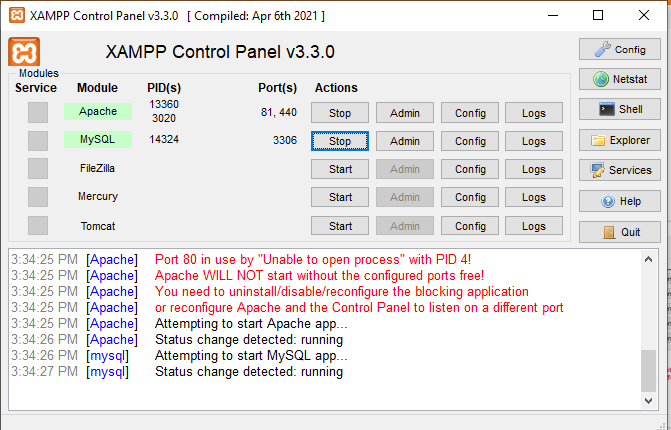 XAMPP Control Panel v3.3.0 [ Compiled: Apr 6th 2021 ]
XAMPP Control Panel v3.3.0
Config
Modules
Service Module PID(s) Port(s) Actions
Netstat
Apache 13360 3020 81, 440 Stop Admin Config Logs
Shell
MySQL 14324 3306 Stop Admin Config Logs
Explorer
FileZilla Start Admin Config Logs
Services
Mercury Start Admin Config Logs
Help
Tomcat Start Admin Config Logs
Quit
3:34:25 PM [Apache] Port 80 in use by "Unable to open process" with PID 4!
3:34:25 PM [Apache] Apache WILL NOT start without the configured ports free!
3:34:25 PM [Apache] You need to uninstall/disable/reconfigure the blocking application
3:34:25 PM [Apache] or reconfigure Apache and the Control Panel to listen on a different port
3:34:25 PM [Apache] Attempting to start Apache app...
3:34:26 PM [Apache] Status change detected: running
3:34:26 PM [mysql] Attempting to start MySQL app...
3:34:27 PM [mysql] Status change detected: running